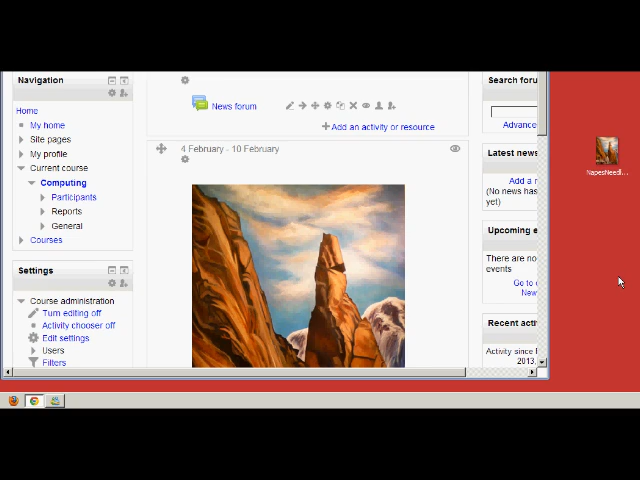 Navigation
Home
My home
Site pages
My profile
Current course
Computing
Participants
Reports
General
Courses
Settings
Course administration
Turn editing off
Activity chooser off
Edit settings
Users
Filters
News forum
Add an activity or resource
4 February - 10 February
Search foru
Advance
Latest news
Add a n
(No news has
yet)
Upcoming e
There are no
events
Go to c
New
Recent acti
Activity since
2013,
NapesNeedl...